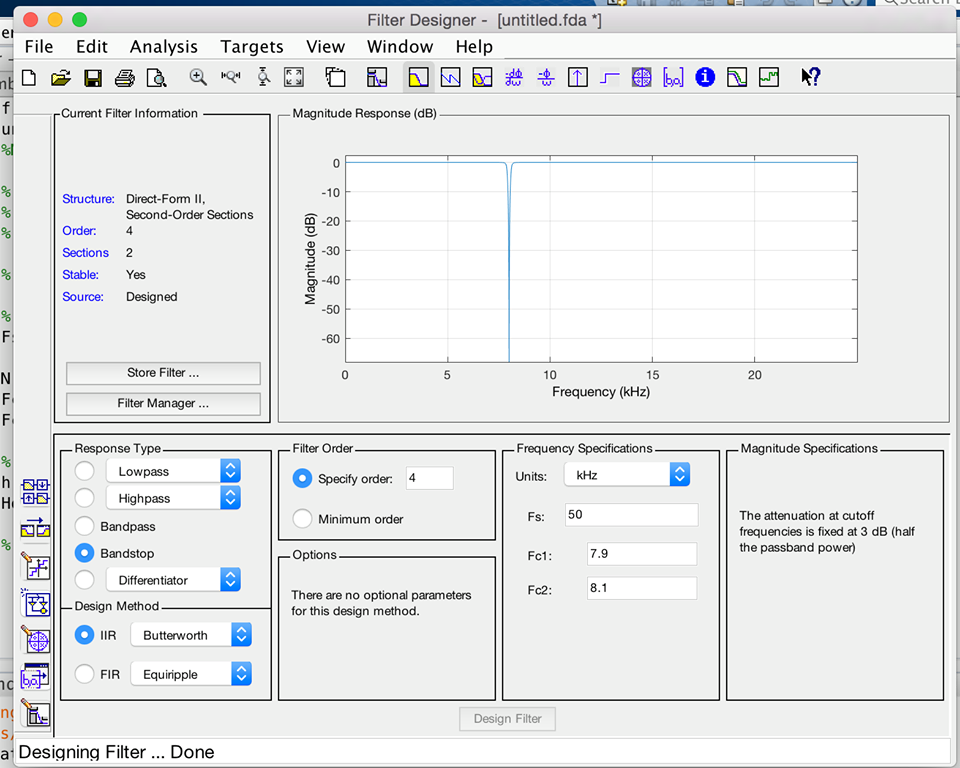 Search
Filter Designer - [untitled.fda *]
File Edit Analysis Targets View Window Help
Current Filter Information
Structure: Direct-Form II,
Second-Order Sections
Order: 4
Sections 2
Stable: Yes
Source: Designed
Store Filter ...
Filter Manager ...
Magnitude Response (dB)
Magnitude (dB)
0
-10
-20
-30
-40
-50
-60
0 5 10 15 20
Frequency (kHz)
Response Type
Lowpass
Highpass
Bandpass
Bandstop
Differentiator
Design Method
IIR Butterworth
FIR Equiripple
Filter Order
Specify order: 4
Minimum order
Options
There are no optional parameters
for this design method.
Frequency Specifications
Units: kHz
Fs: 50
Fc1: 7.9
Fc2: 8.1
Magnitude Specifications
The attenuation at cutoff
frequencies is fixed at 3 dB (half
the passband power)
Design Filter
Designing Filter ... Done